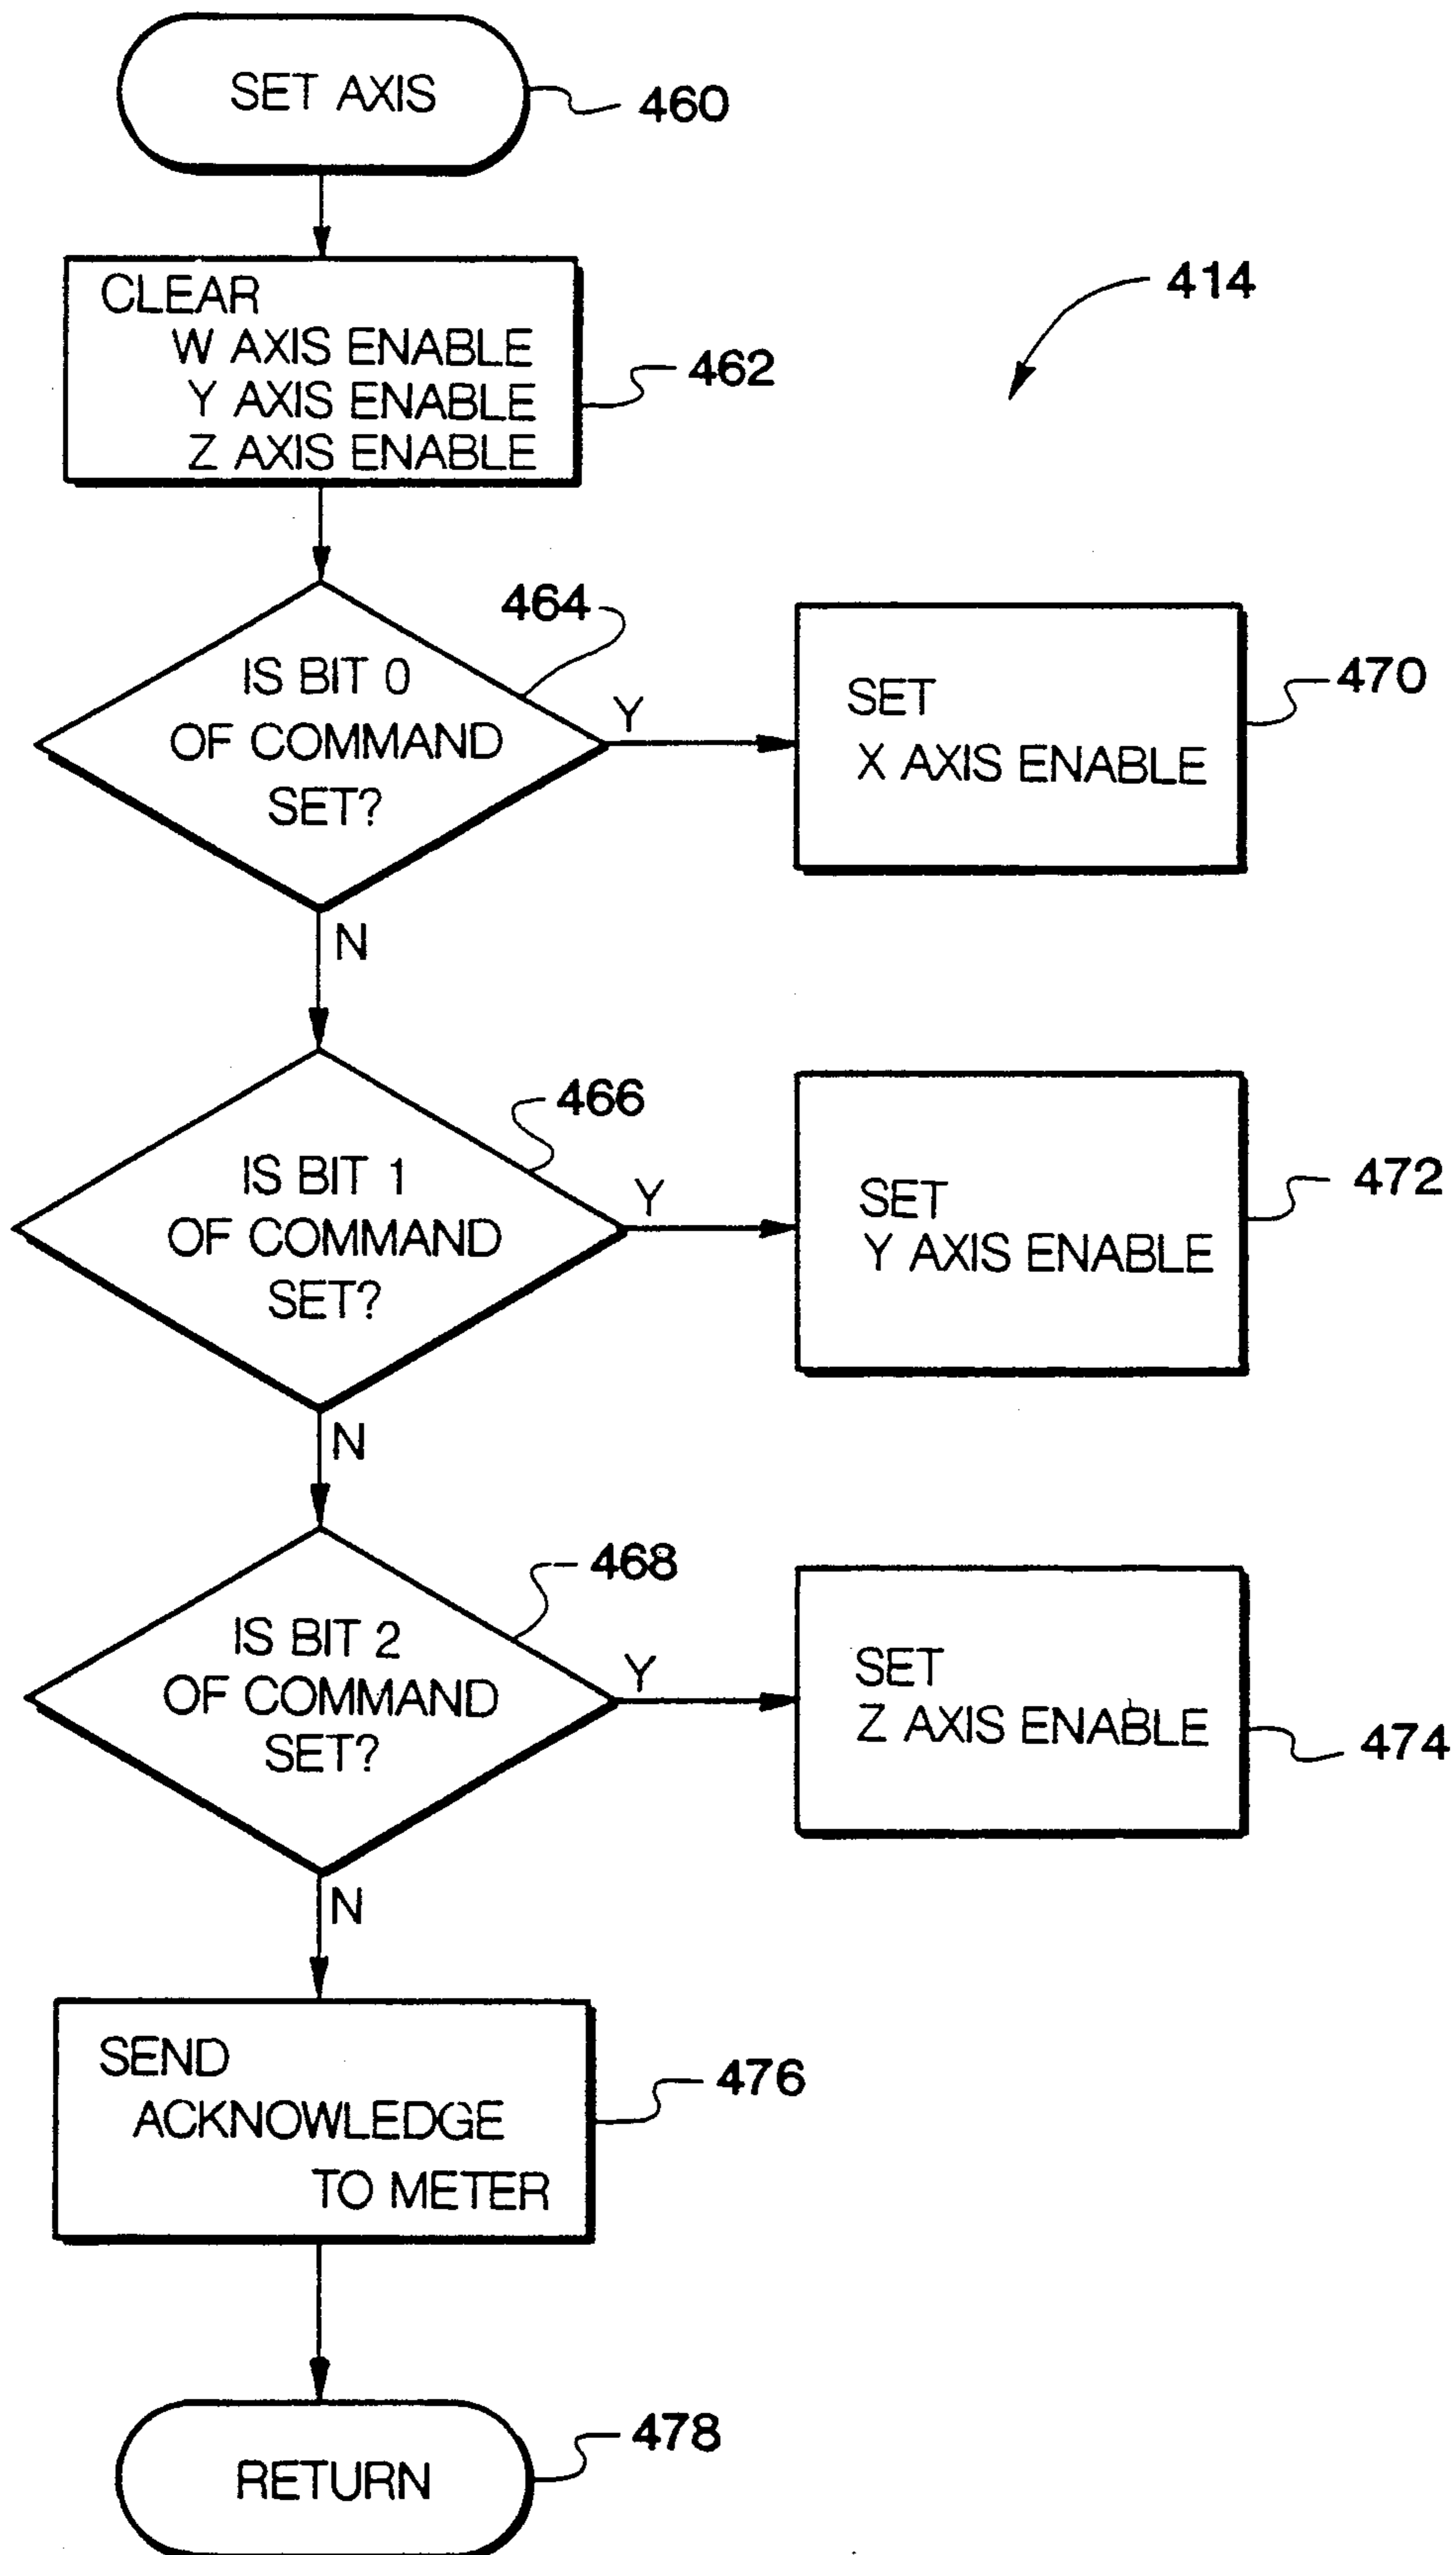 SET AXIS
460
414
CLEAR
W AXIS ENABLE
Y AXIS ENABLE
Z AXIS ENABLE
462
464
IS BIT 0
OF COMMAND
SET?
Y
N
SET
X AXIS ENABLE
470
466
IS BIT 1
OF COMMAND
SET?
Y
N
SET
Y AXIS ENABLE
472
468
IS BIT 2
OF COMMAND
SET?
Y
N
SET
Z AXIS ENABLE
474
SEND
ACKNOWLEDGE
TO METER
476
RETURN
478